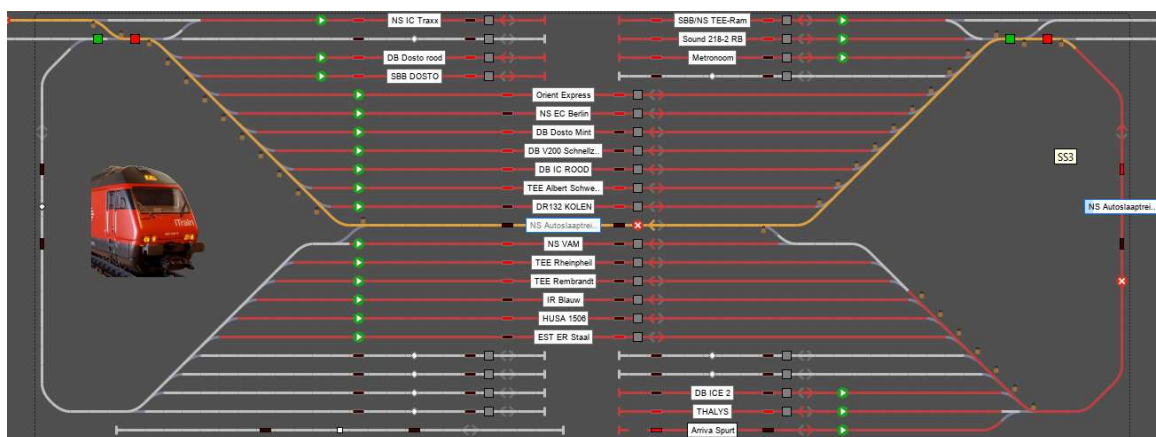 NS IC Traxx
SBB/NS TEE-Ram
Sound 218-2 RB
DB Dosto rood
Metronoom
SBB DOSTO
Orient Express
NS EC Berlin
DB Dosto Mint
DB V200 Schnellz..
SS3
DB IC ROOD
TEE Albert Schwe..
DR132 KOLEN
NS Autoslaaptrei..
NS Autoslaaptrei..
NS VAM
iTrain
TEE Rheinpheil
TEE Rembrandt
IR Blauw
HUSA 1506
EST ER Staal
DB ICE 2
THALYS
Arriva Spurt